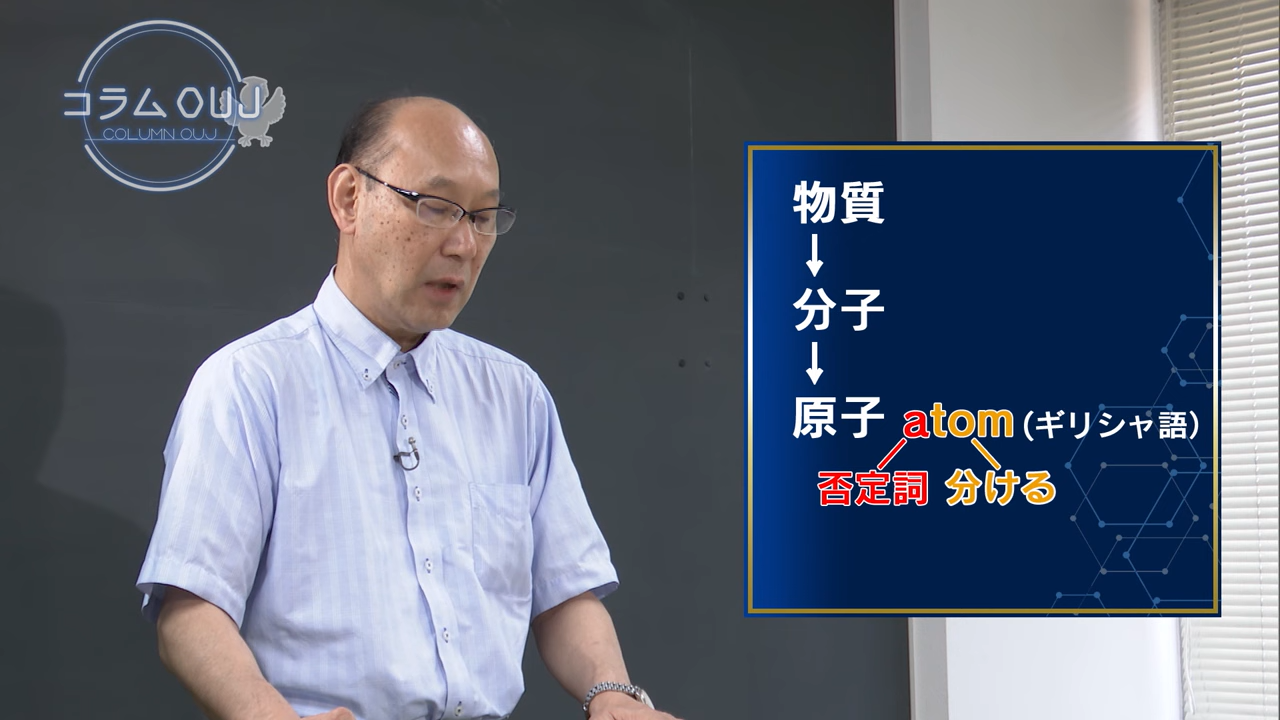 コラム OUJ
COLUMN OUJ
物質
↓
分子
↓
原子 atom (ギリシャ語)
否定詞 分ける